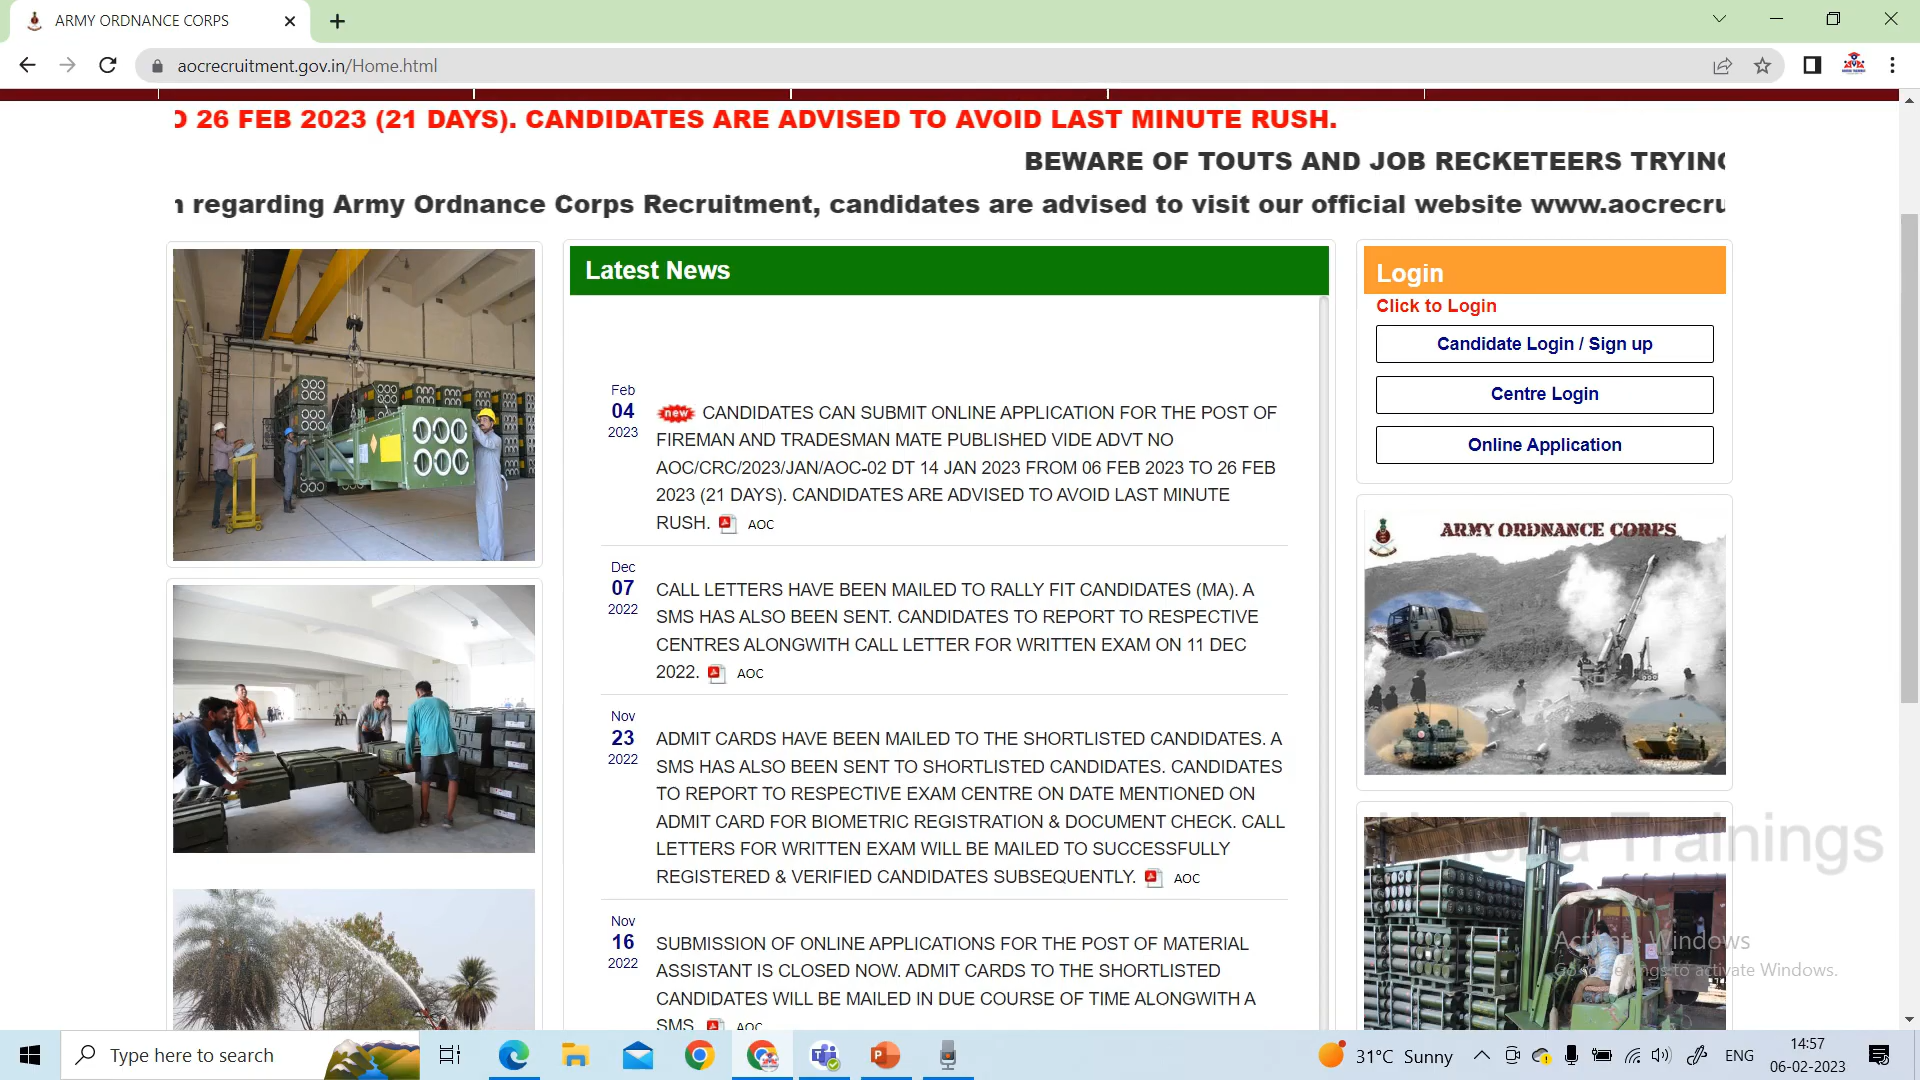 ARMY ORDNANCE CORPS
aocrecruitment.gov.in/Home.html
26 FEB 2023 (21 DAYS). CANDIDATES ARE ADVISED TO AVOID LAST MINUTE RUSH.
BEWARE OF TOUTS AND JOB RECKETEERS
regarding Army Ordnance Corps Recruitment, candidates are advised to visit our official website
Latest News
Feb
04
2023
new CANDIDATES CAN SUBMIT ONLINE APPLICATION FOR THE POST OF
FIREMAN AND TRADESMAN MATE PUBLISHED VIDE ADVT NO
AOC/CRC/2023/JAN/AOC-02 DT 14 JAN 2023 FROM 06 FEB 2023 TO 26 FEB
2023 (21 DAYS). CANDIDATES ARE ADVISED TO AVOID LAST MINUTE
RUSH. AOC
Dec
07
2022
CALL LETTERS HAVE BEEN MAILED TO RALLY FIT CANDIDATES (MA). A
SMS HAS ALSO BEEN SENT. CANDIDATES TO REPORT TO RESPECTIVE
CENTRES ALONGWITH CALL LETTER FOR WRITTEN EXAM ON 11 DEC
2022. AOC
Nov
23
2022
ADMIT CARDS HAVE BEEN MAILED TO THE SHORTLISTED CANDIDATES. A
SMS HAS ALSO BEEN SENT TO SHORTLISTED CANDIDATES. CANDIDATES
TO REPORT TO RESPECTIVE EXAM CENTRE ON DATE MENTIONED ON
ADMIT CARD FOR BIOMETRIC REGISTRATION & DOCUMENT CHECK. CALL
LETTERS FOR WRITTEN EXAM WILL BE MAILED TO SUCCESSFULLY
REGISTERED & VERIFIED CANDIDATES SUBSEQUENTLY. AOC
Nov
16
2022
SUBMISSION OF ONLINE APPLICATIONS FOR THE POST OF MATERIAL
ASSISTANT IS CLOSED NOW. ADMIT CARDS TO THE SHORTLISTED
CANDIDATES WILL BE MAILED IN DUE COURSE OF TIME ALONGWITH A
SMS AOC
Login
Click to Login
Candidate Login / Sign up
Centre Login
Online Application
ARMY ORDNANCE CORPS
Trainings
Activate Windows
to activate Windows.
Type here to search
31°C Sunny
ENG
14:57
06-02-2023